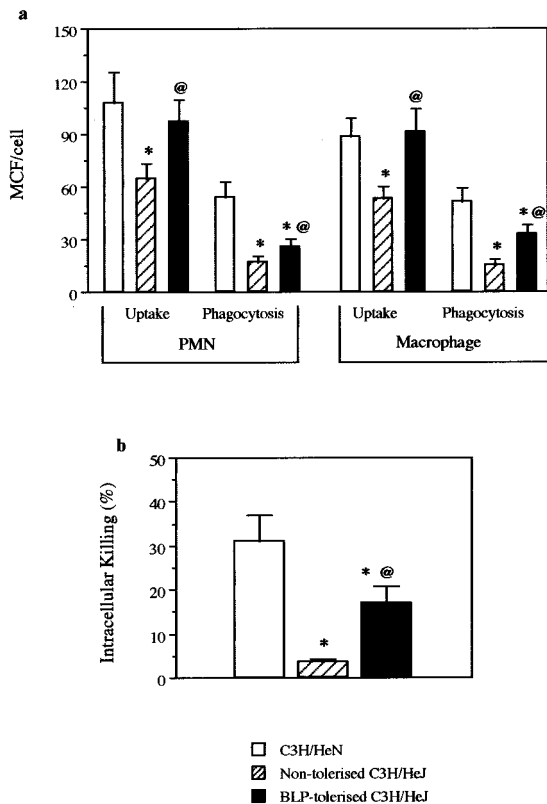 a
MCF/cell
150
120
90
60
30
0
@
*
*
* @
@
*
*
* @
Uptake Phagocytosis Uptake Phagocytosis
PMN Macrophage
b
Intracellular Killing (%)
50
40
30
20
10
0
*
* @
C3H/HeN
Non-tolerised C3H/HeJ
BLP-tolerised C3H/HeJ